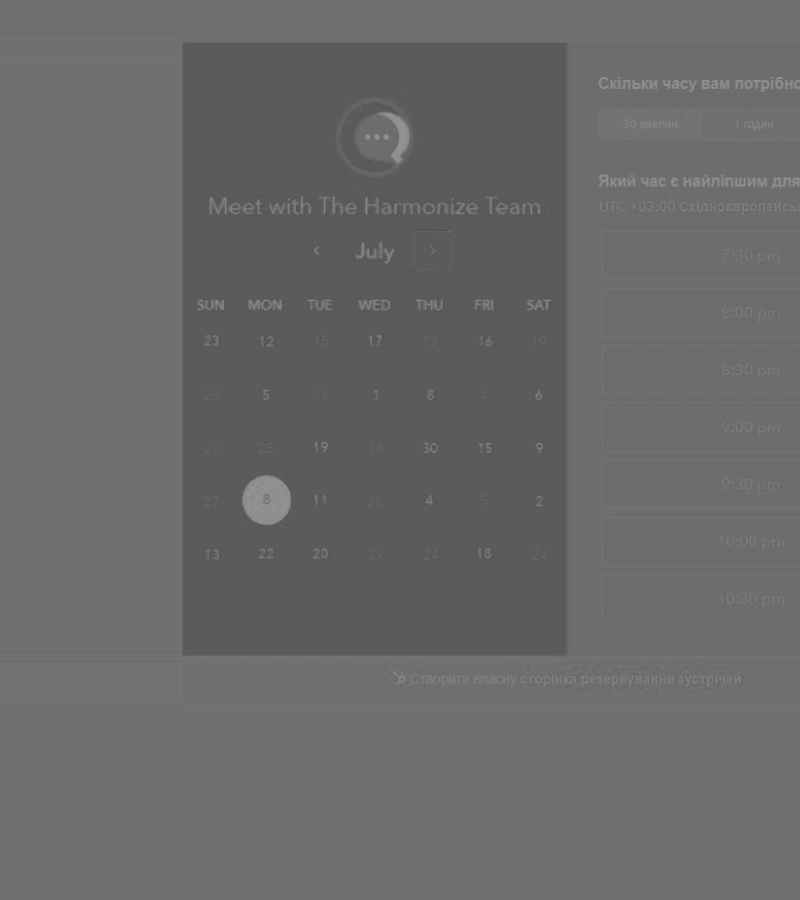 Meet with The Harmonize Team
July
SUN MON TUE WED THU FRI SAT
23 12 15 17 13 16 19
28 5 16 1 8 4 6
20 25 19 14 30 15 9
27 8 11 28 4 5 2
13 22 20 29 24 18 24
Скільки часу вам потрібно
30 хвилин 1 годин
Який час є найліпшим для
UTC +03:00 Східноєвропейсь
7:30 pm
8:00 pm
8:30 pm
9:00 pm
9:30 pm
10:00 pm
10:30 pm
Створити власну сторінка резервування зустрічей